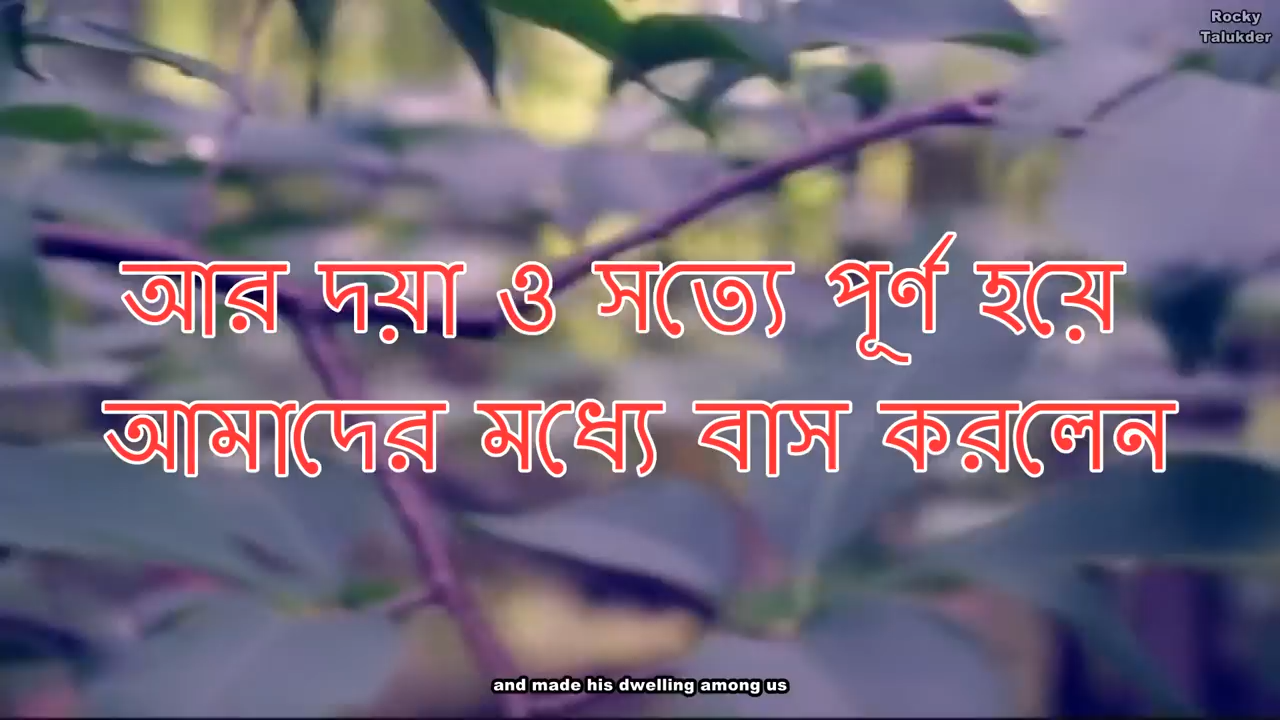 Rocky
Talukder
আর দয়া ও সত্যে পূর্ণ হয়ে
আমাদের মধ্যে বাস করলেন
and made his dwelling among us